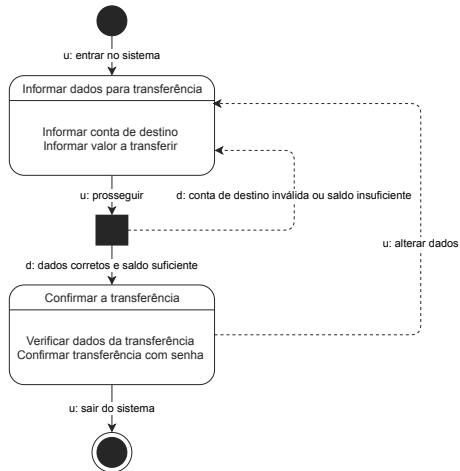 u: entrar no sistema
Informar dados para transferência
Informar conta de destino
Informar valor a transferir
u: prosseguir
d: conta de destino inválida ou saldo insuficiente
u: alterar dados
d: dados corretos e saldo suficiente
Confirmar a transferência
Verificar dados da transferência
Confirmar transferência com senha
u: sair do sistema